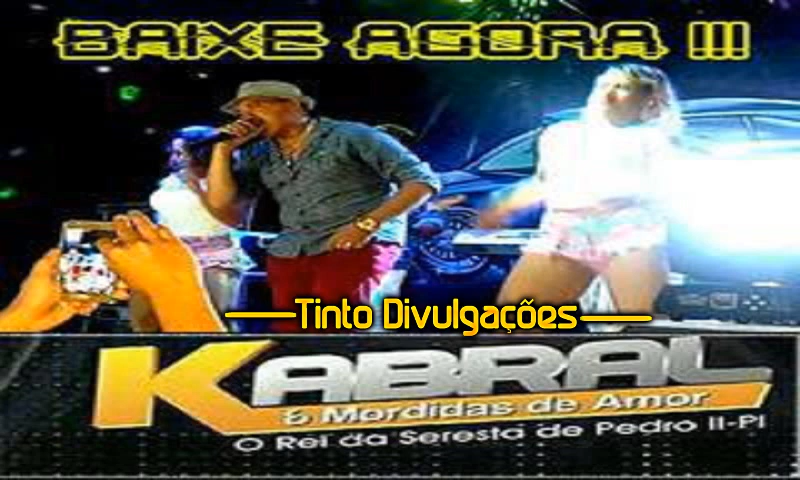 BAIXE AGORA !!!
Tinto Divulgações
KABRAL
& Mordidas de Amor
O Rei da Seresta de Pedro II-PI